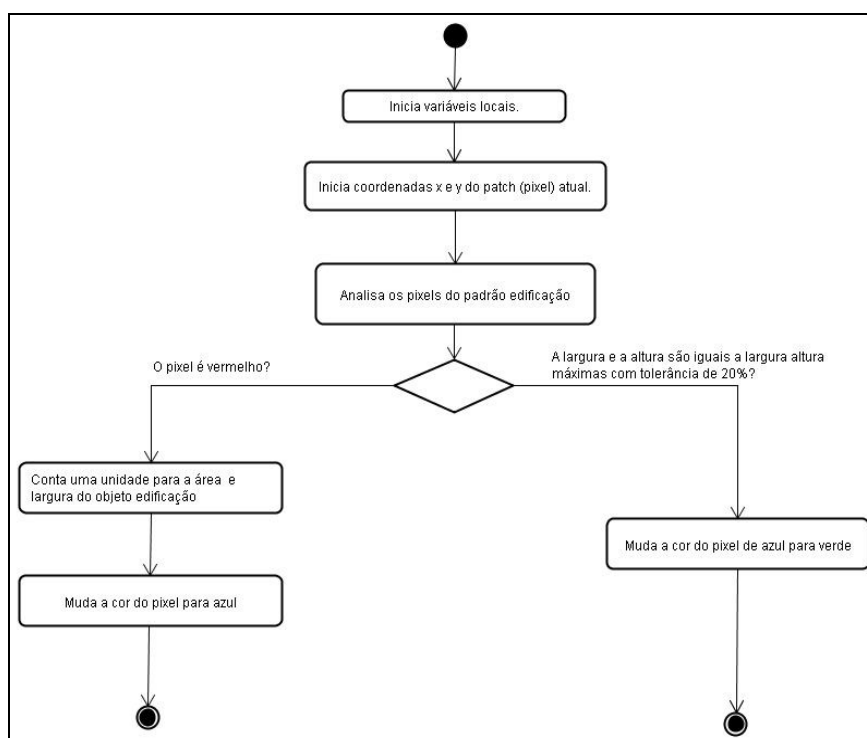 Inicia variáveis locais.
Inicia coordenadas x e y do patch (pixel) atual.
Analisa os pixels do padrão edificação
O pixel é vermelho?
A largura e a altura são iguais a largura altura
máximas com tolerância de 20%?
Conta uma unidade para a área e
largura do objeto edificação
Muda a cor do pixel de azul para verde
Muda a cor do pixel para azul